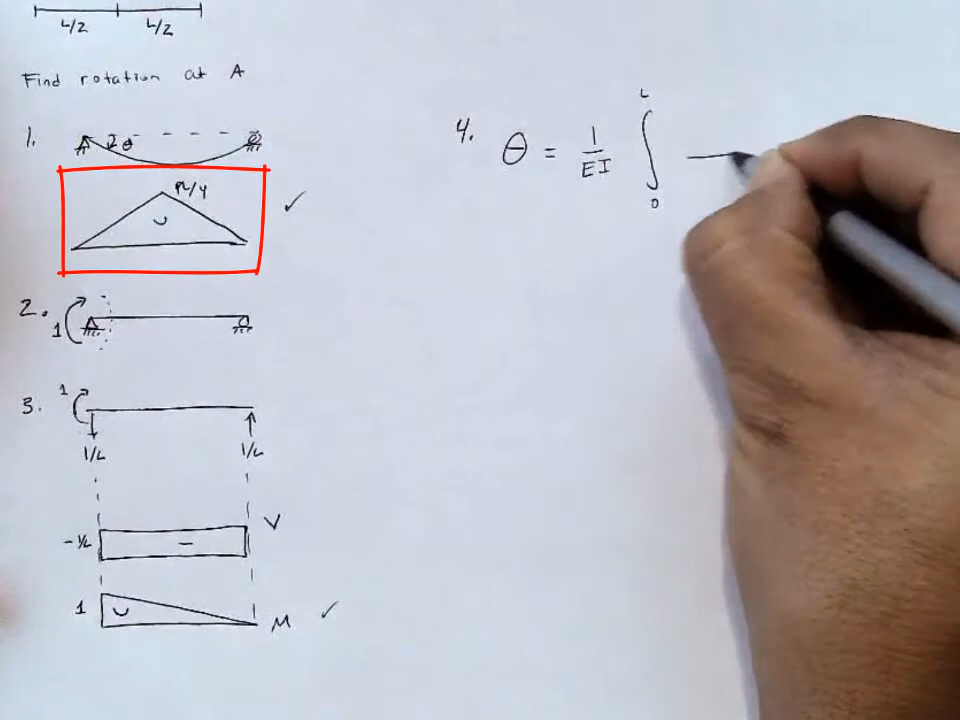 L/2 L/2
Find rotation at A
1. θ
PL/4
2. 1
3. 1
1/L 1/L
-1/L - V
1 M
4. θ = 1/EI ∫ L 0